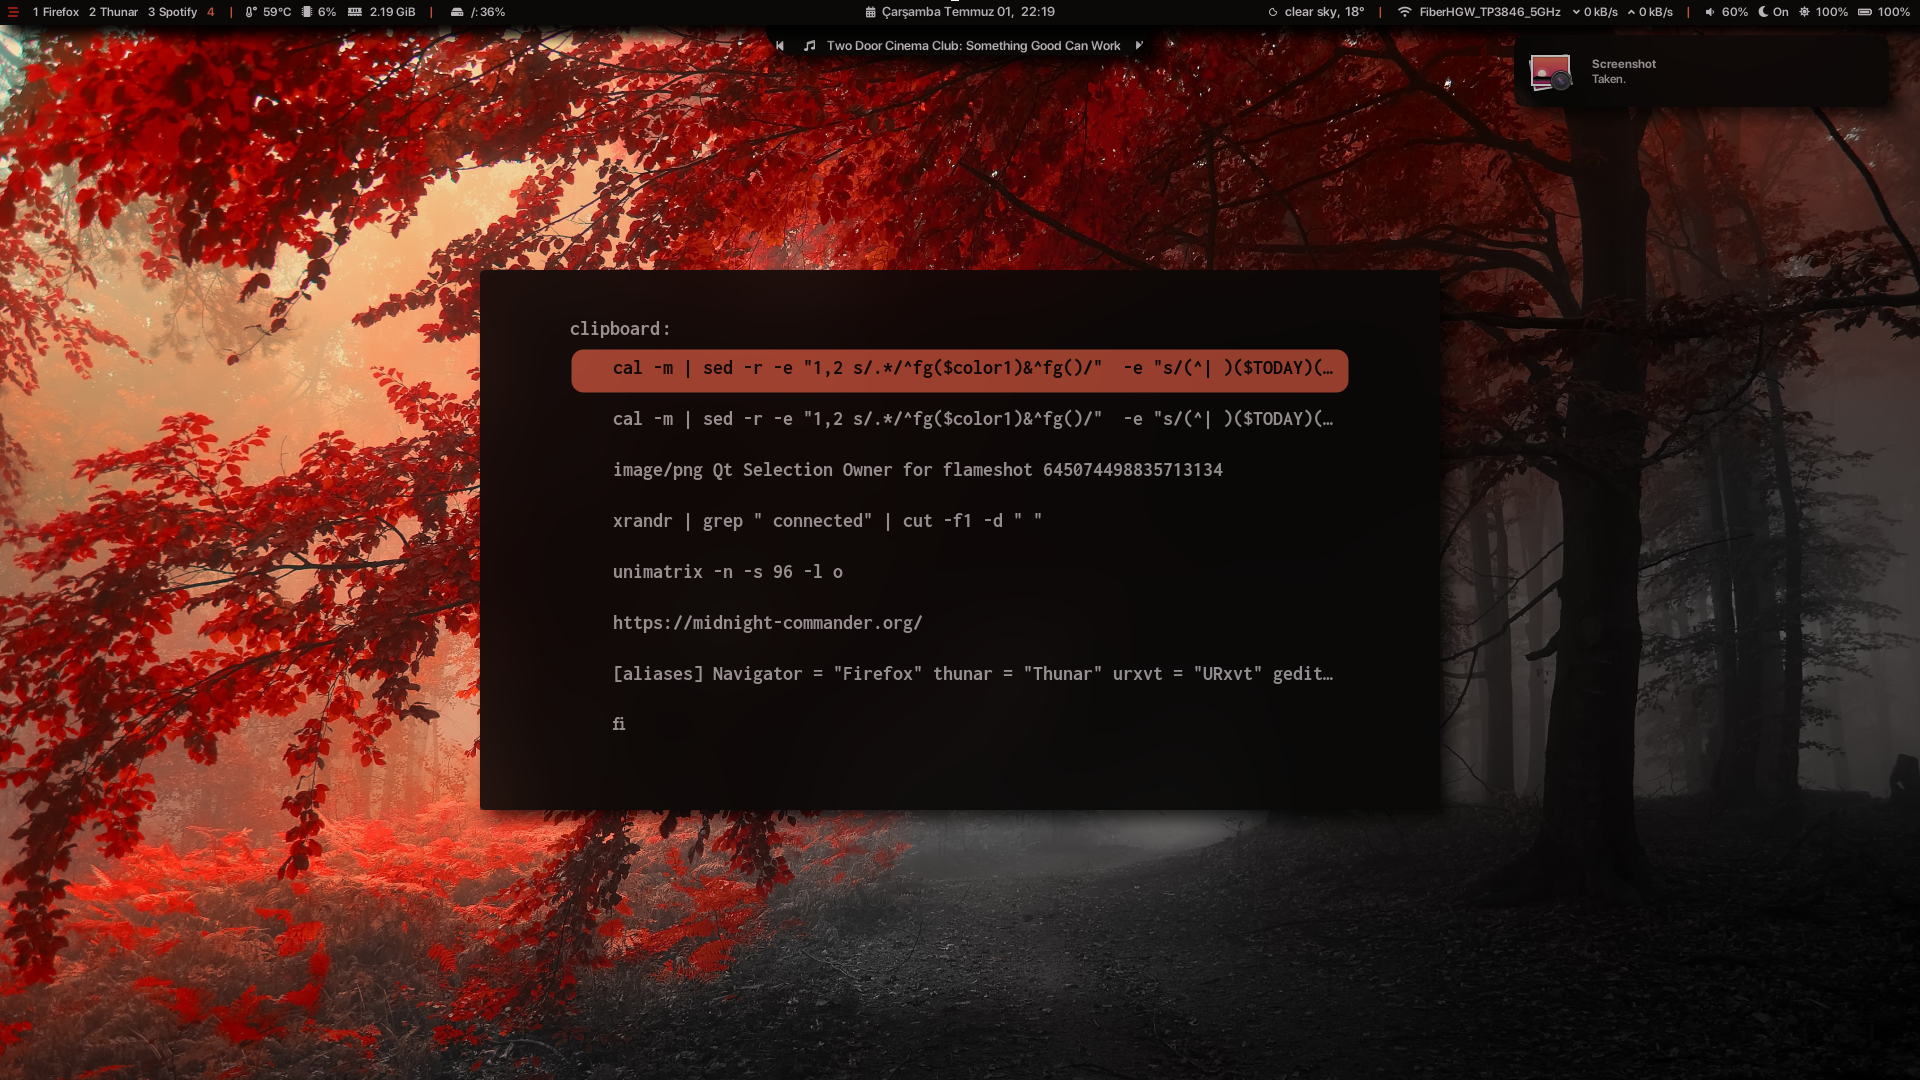 1 Firefox 2 Thunar 3 Spotify 4 | 59°C 6% 2.19 GiB | /: 36%
Çarşamba Temmuz 01, 22:19
clear sky, 18° | FiberHGW_TP3846_5GHz 0 kB/s 0 kB/s | 60% On 100% 100%
Two Door Cinema Club: Something Good Can Work
Screenshot
Taken.
clipboard:
cal -m | sed -r -e "1,2 s/.*/^fg($color1)&^fg()/"  -e "s/(^| )($TODAY)(…
cal -m | sed -r -e "1,2 s/.*/^fg($color1)&^fg()/"  -e "s/(^| )($TODAY)(…
image/png Qt Selection Owner for flameshot 645074498835713134
xrandr | grep " connected" | cut -f1 -d " "
unimatrix -n -s 96 -l o
https://midnight-commander.org/
[aliases] Navigator = "Firefox" thunar = "Thunar" urxvt = "URxvt" gedit…
fi